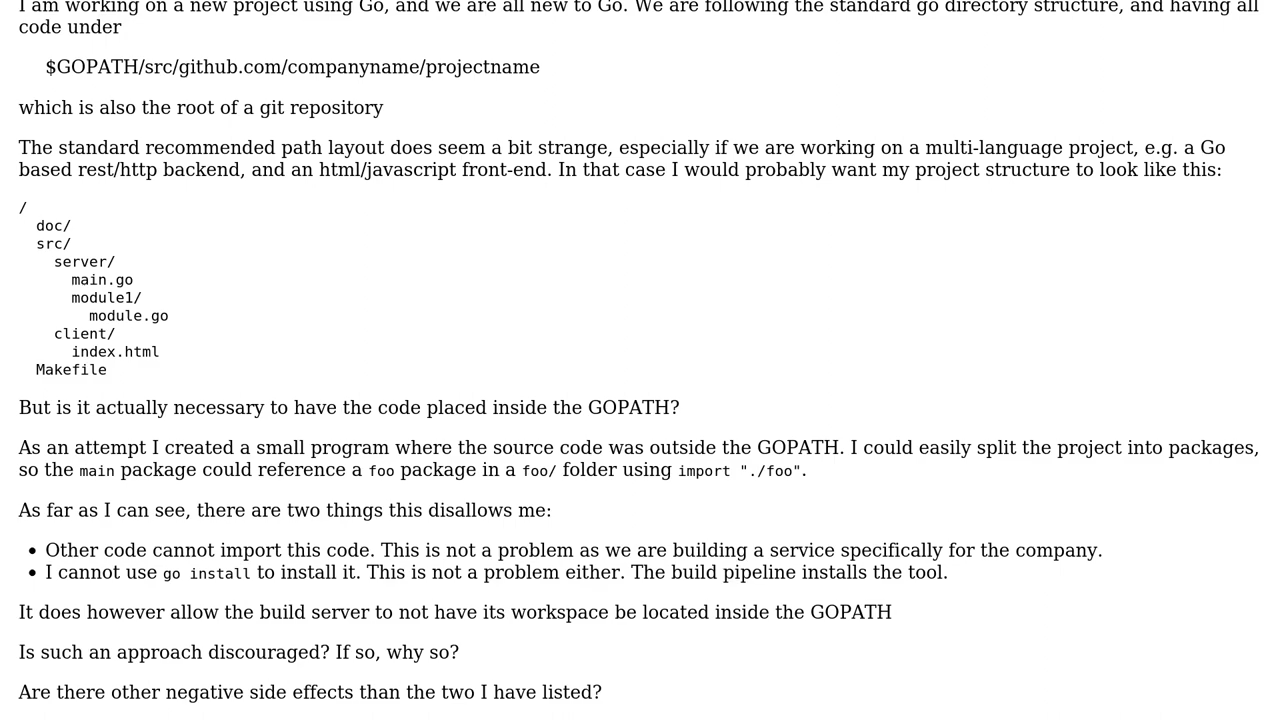 I am working on a new project using Go, and we are all new to Go. We are following the standard go directory structure, and having all
code under
$GOPATH/src/github.com/companyname/projectname
which is also the root of a git repository
The standard recommended path layout does seem a bit strange, especially if we are working on a multi-language project, e.g. a Go
based rest/http backend, and an html/javascript front-end. In that case I would probably want my project structure to look like this:
/
  doc/
  src/
    server/
      main.go
      module1/
        module.go
    client/
      index.html
  Makefile
But is it actually necessary to have the code placed inside the GOPATH?
As an attempt I created a small program where the source code was outside the GOPATH. I could easily split the project into packages,
so the main package could reference a foo package in a foo/ folder using import "./foo".
As far as I can see, there are two things this disallows me:
• Other code cannot import this code. This is not a problem as we are building a service specifically for the company.
• I cannot use go install to install it. This is not a problem either. The build pipeline installs the tool.
It does however allow the build server to not have its workspace be located inside the GOPATH
Is such an approach discouraged? If so, why so?
Are there other negative side effects than the two I have listed?